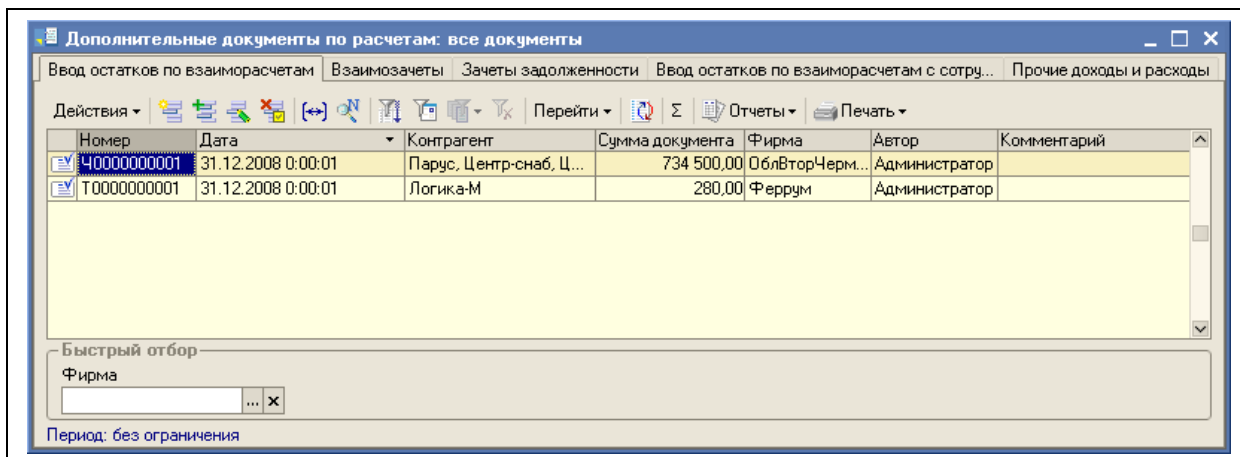 Дополнительные документы по расчетам: все документы
Ввод остатков по взаиморасчетам Взаимозачеты Зачеты задолженности Ввод остатков по взаиморасчетам с сотру... Прочие доходы и расходы
Действия Перейти Σ Отчеты Печать
Номер Дата Контрагент Сумма документа Фирма Автор Комментарий
Ч0000000001 31.12.2008 0:00:01 Парус, Центр-снаб, Ц... 734 500,00 ОблВторЧерм... Администратор
Т0000000001 31.12.2008 0:00:01 Логика-М 280,00 Феррум Администратор
Быстрый отбор
Фирма
...
Период: без ограничения